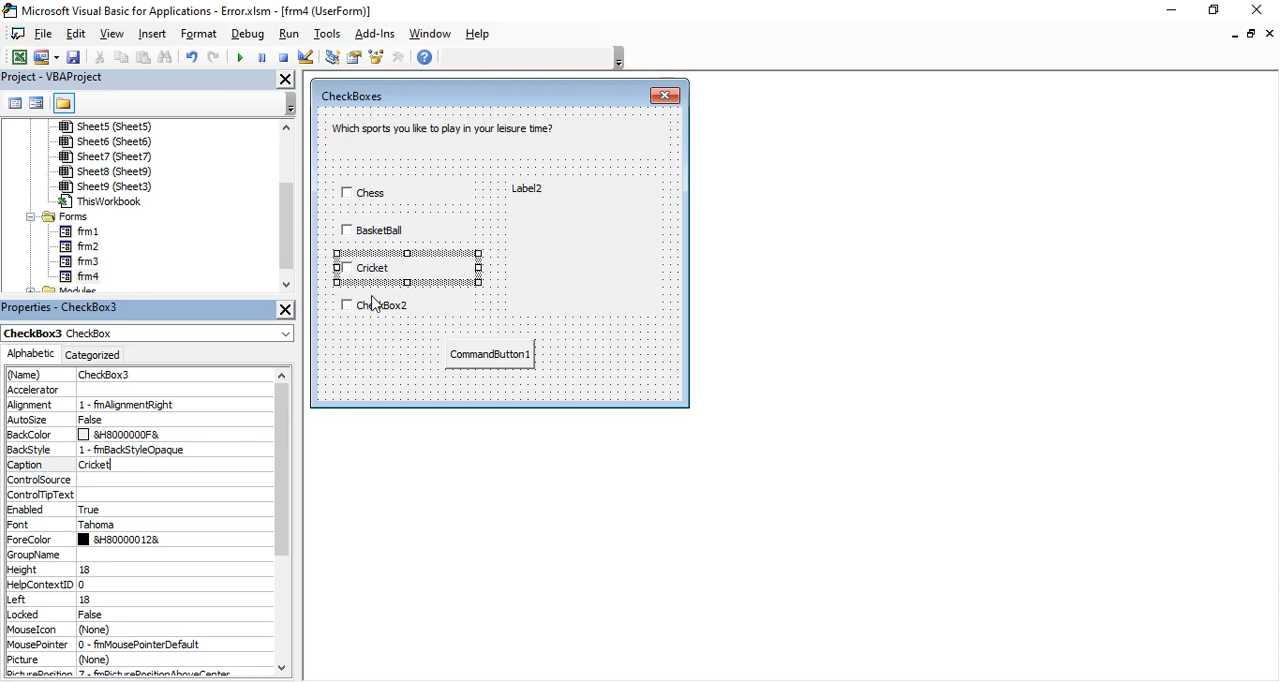 Microsoft Visual Basic for Applications - Error.xlsm - [frm4 (UserForm)]
File Edit View Insert Format Debug Run Tools Add-Ins Window Help
Project - VBAProject
Sheet5 (Sheet5)
Sheet6 (Sheet6)
Sheet7 (Sheet7)
Sheet8 (Sheet9)
Sheet9 (Sheet3)
ThisWorkbook
Forms
frm1
frm2
frm3
frm4
Modules
Properties - CheckBox3
CheckBox3 CheckBox
Alphabetic Categorized
(Name) CheckBox3
Accelerator
Alignment 1 - fmAlignmentRight
AutoSize False
BackColor &H8000000F&
BackStyle 1 - fmBackStyleOpaque
Caption Cricket
ControlSource
ControlTipText
Enabled True
Font Tahoma
ForeColor &H80000012&
GroupName
Height 18
HelpContextID 0
Left 18
Locked False
MouseIcon (None)
MousePointer 0 - fmMousePointerDefault
Picture (None)
PicturePosition 7 - fmPicturePositionAboveCenter
CheckBoxes
Which sports you like to play in your leisure time?
Chess
BasketBall
Cricket
CheckBox2
Label2
CommandButton1